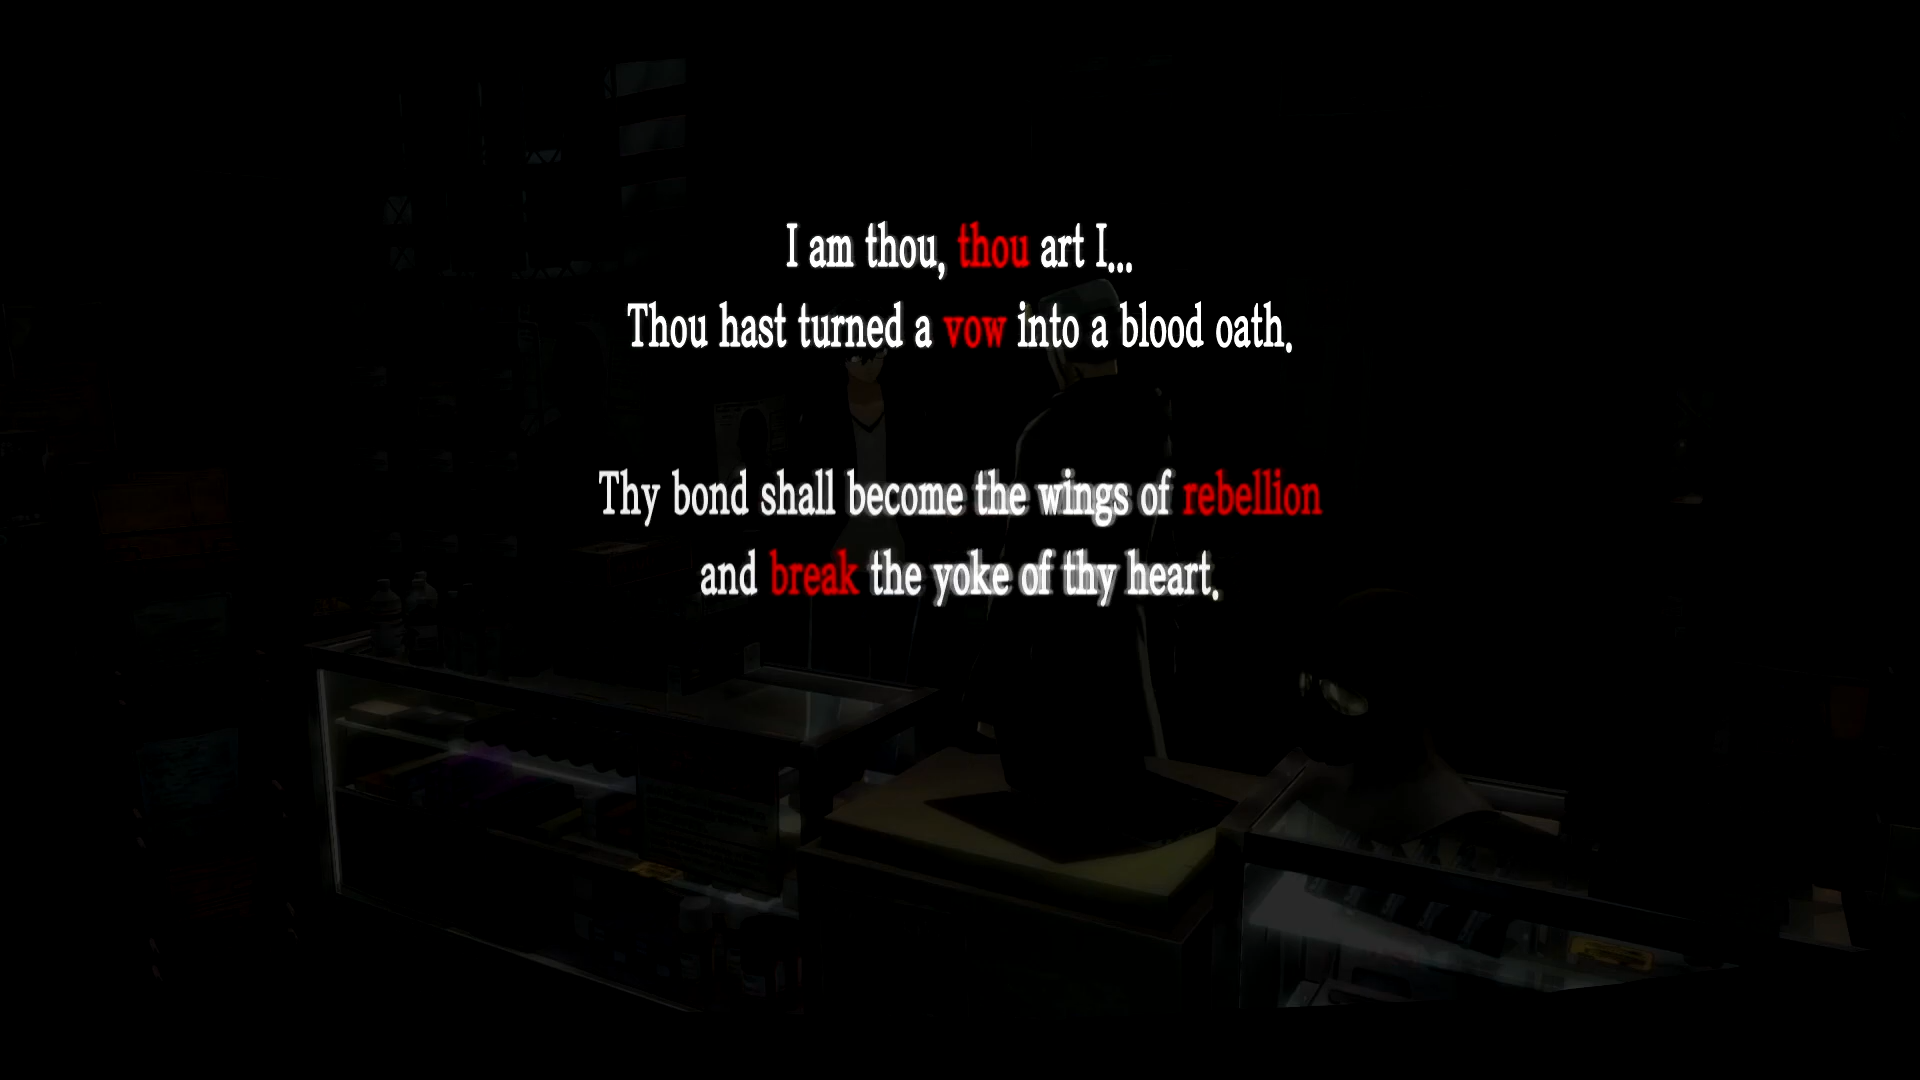 I am thou, thou art I...
Thou hast turned a vow into a blood oath.
Thy bond shall become the wings of rebellion
and break the yoke of thy heart.